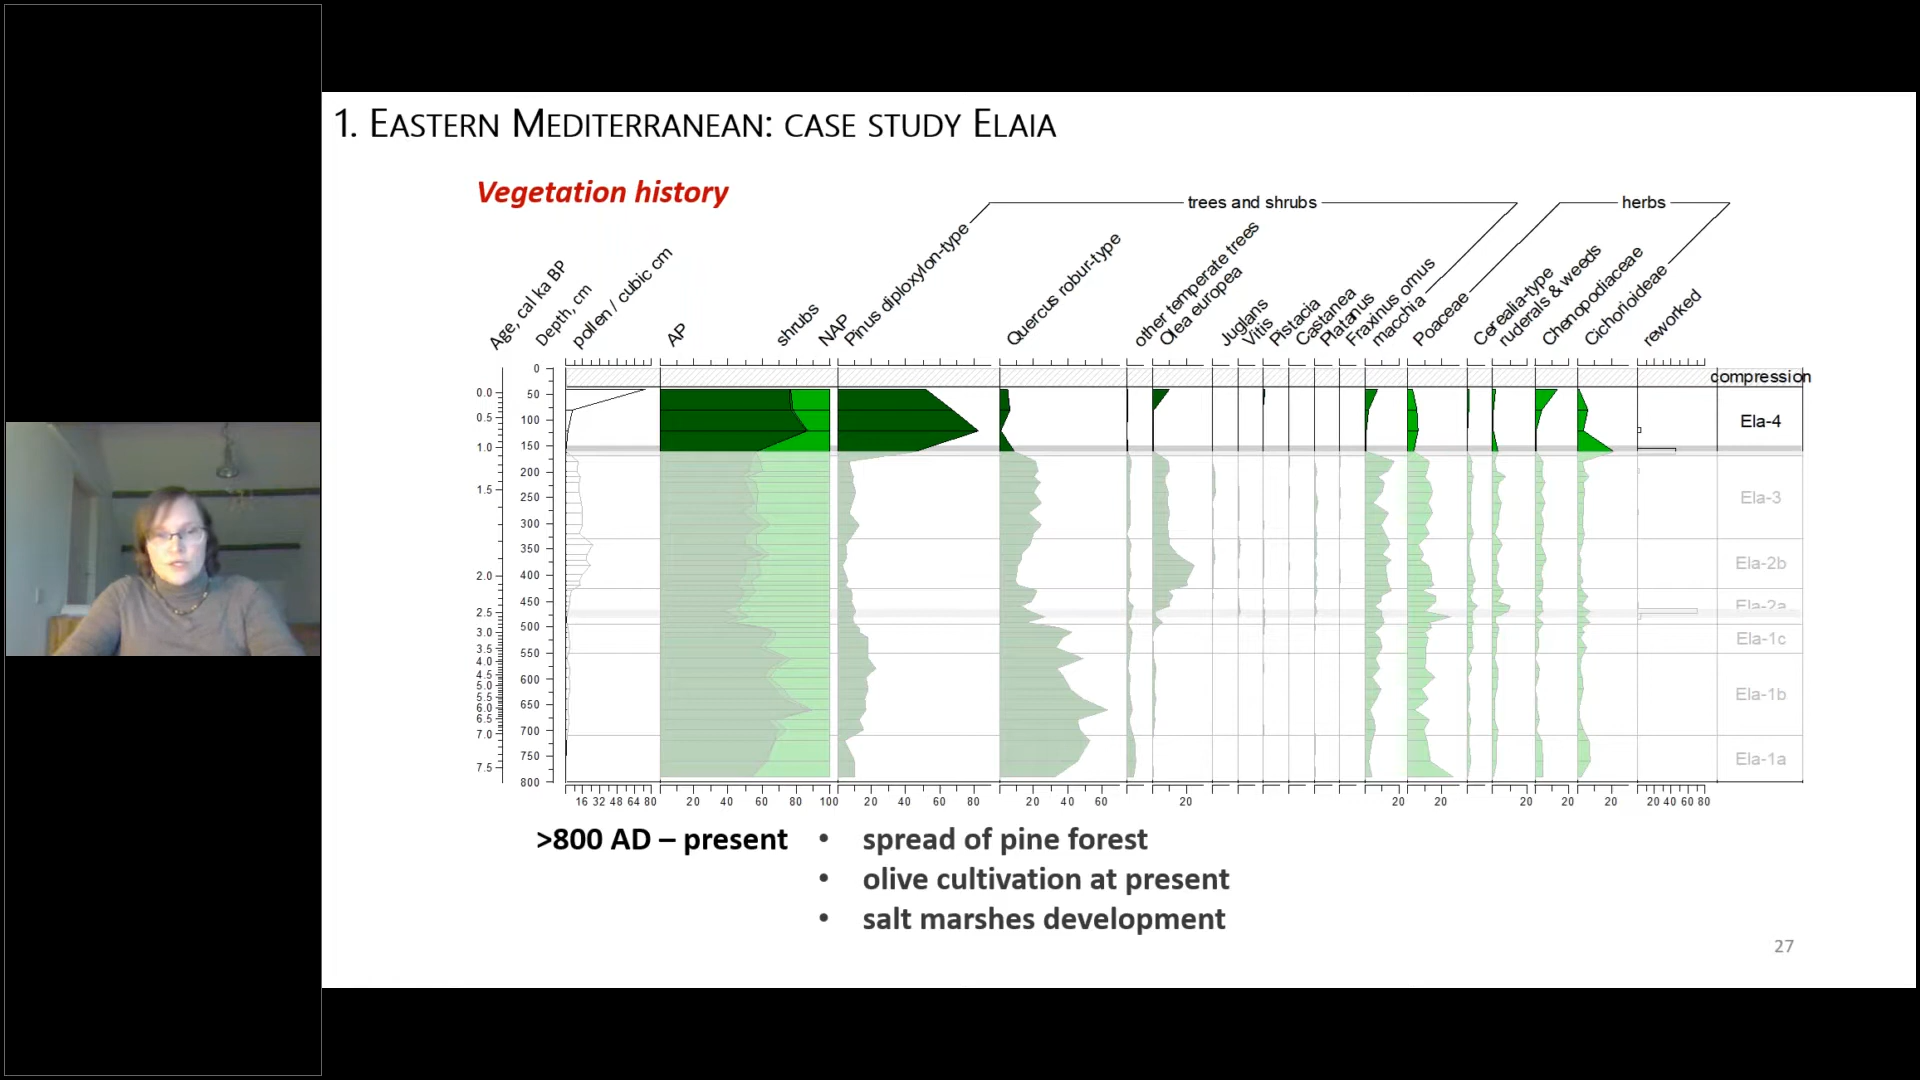 1. Eastern Mediterranean: case study Elaia
Vegetation history
trees and shrubs
herbs
Age, cal ka BP
Depth, cm
pollen / cubic cm
AP
shrubs
NAP
Pinus diploxylon-type
Quercus robur-type
other temperate trees
Olea europea
Juglans
Vitis
Pistacia
Castanea
Platanus
Fraxinus ornus
macchia
Poaceae
Cerealia-type
ruderals & weeds
Chenopodiaceae
Cichorioideae
reworked
compression
Ela-4
Ela-3
Ela-2b
Ela-2a
Ela-1c
Ela-1b
Ela-1a
0.0
0.5
1.0
1.5
2.0
2.5
3.0
3.5
4.0
4.5
5.0
5.5
6.0
6.5
7.0
7.5
0
50
100
150
200
250
300
350
400
450
500
550
600
650
700
750
800
16 32 48 64 80
20 40 60 80 100
20 40 60 80
20 40 60
20
20
20
20
20
20
20 40 60 80
>800 AD – present
• spread of pine forest
• olive cultivation at present
• salt marshes development
27